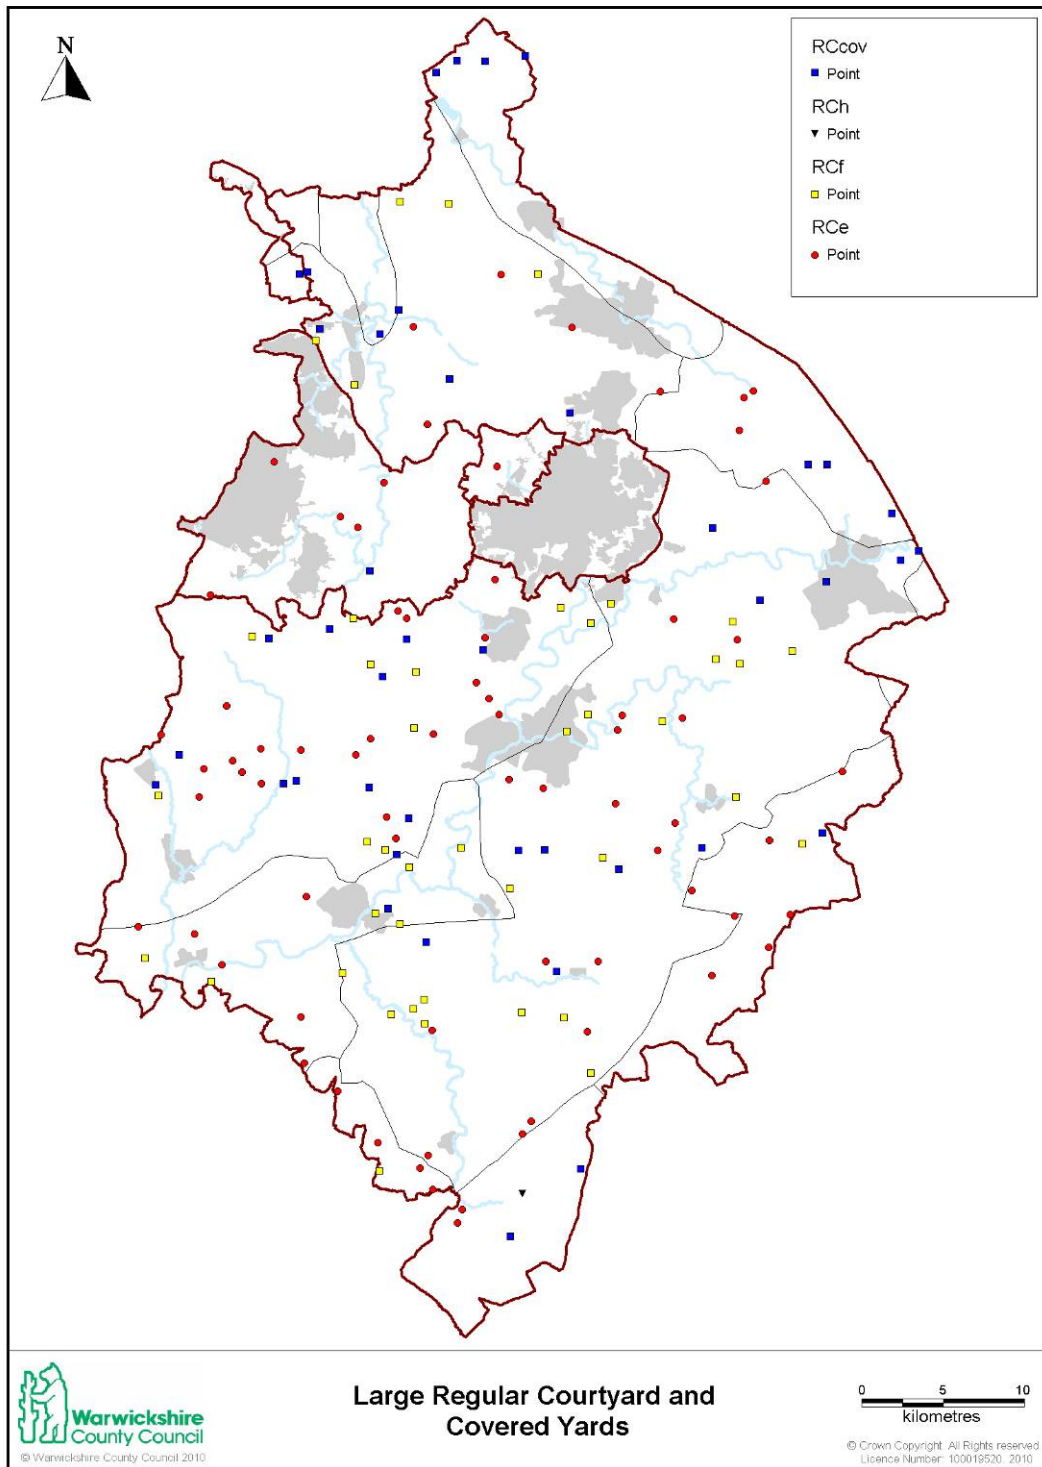 N
RCcov
Point
RCh
Point
RCf
Point
RCe
Point
Warwickshire
County Council
© Warwickshire County Council 2010
Large Regular Courtyard and
Covered Yards
0 5 10
kilometres
© Crown Copyright. All Rights reserved
Licence Number: 100019520. 2010